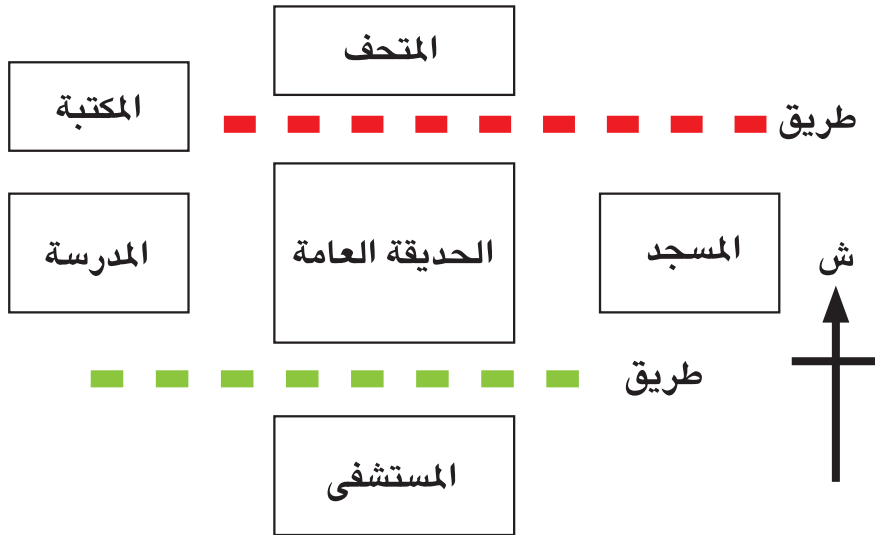 المتحف
المكتبة
طريق
المسجد
الحديقة العامة
المدرسة
ش
طريق
المستشفى